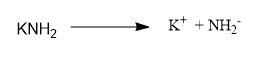 KNH₂ ⟶ K⁺ + NH₂⁻